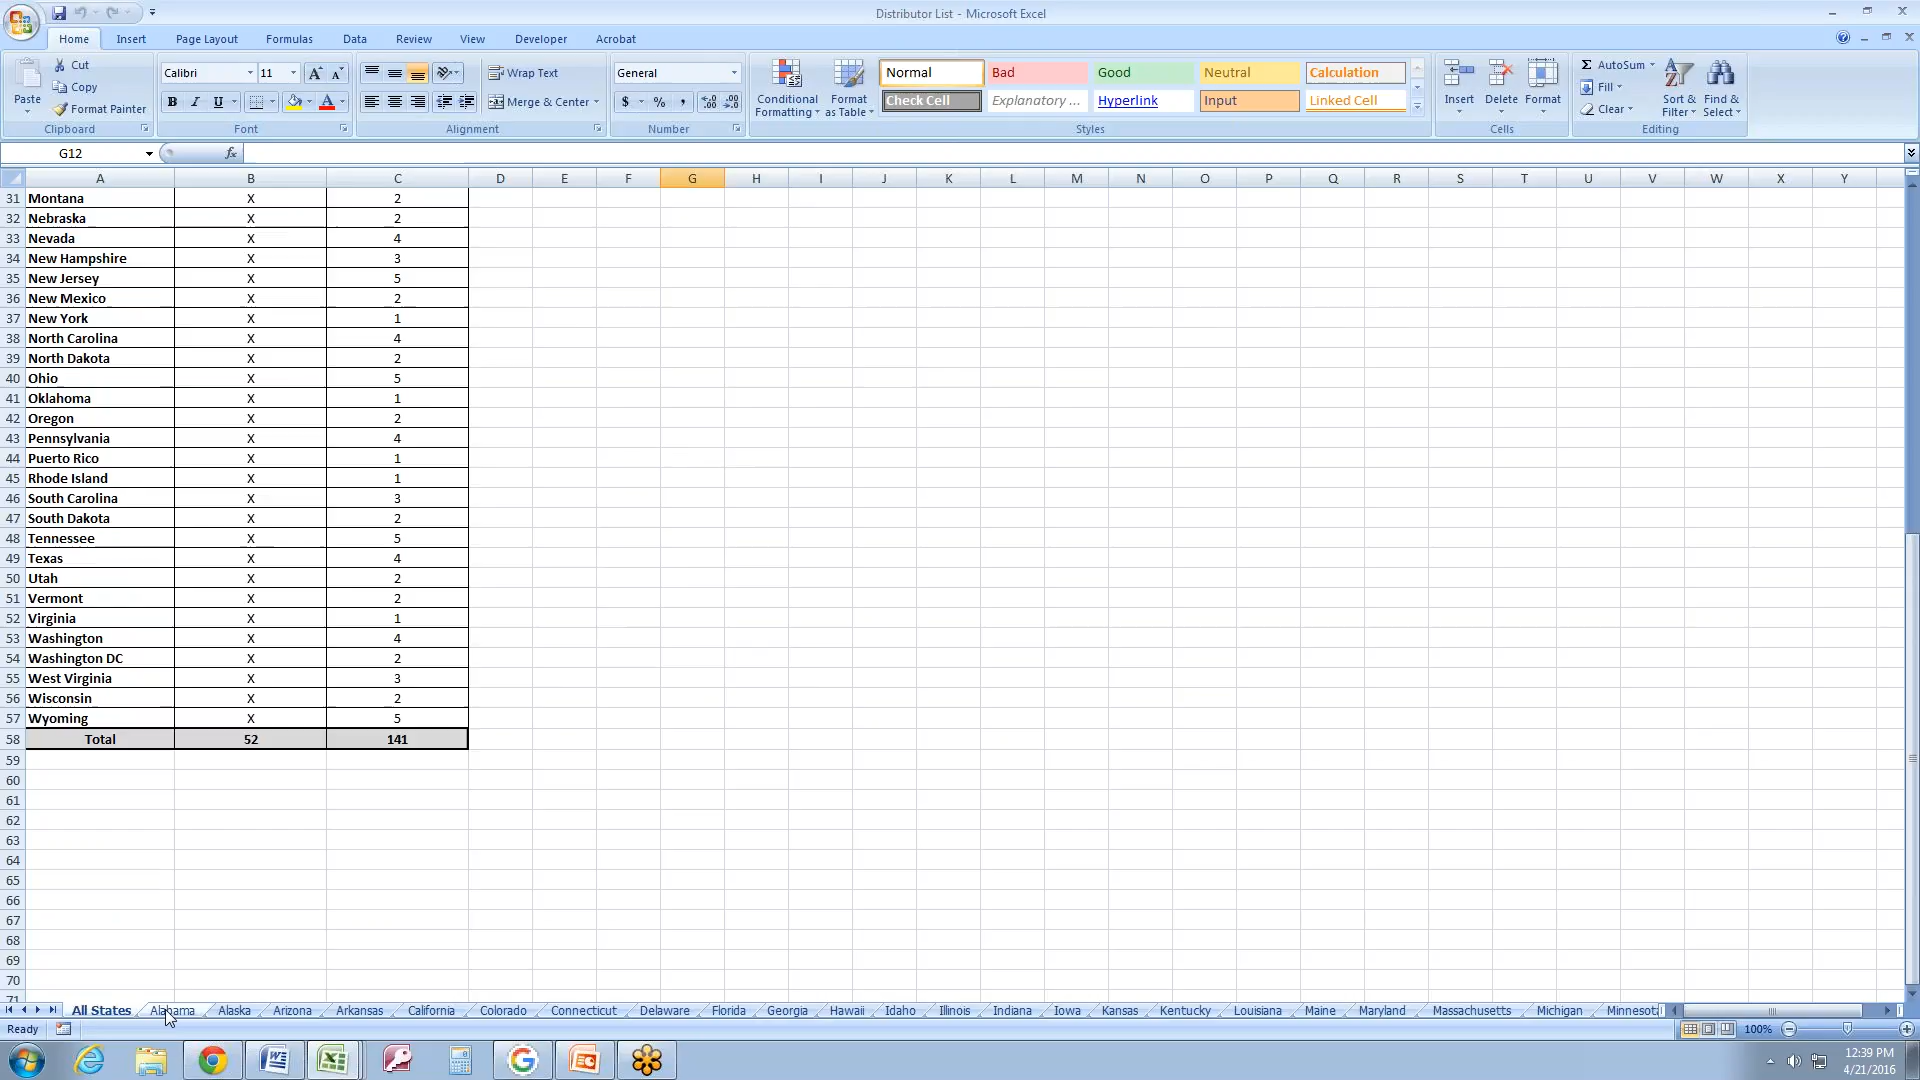 Distributor List - Microsoft Excel
Home Insert Page Layout Formulas Data Review View Developer Acrobat
Paste
Cut
Copy
Format Painter
Clipboard
Calibri 11 A A
B I U A
Font
Wrap Text
Merge & Center
Alignment
General
$ % , .00
Number
Conditional Formatting
Format as Table
Normal Bad Good Neutral Calculation
Check Cell Explanatory ... Hyperlink Input Linked Cell
Styles
Insert Delete Format
Cells
Σ AutoSum
Fill
Clear
Sort & Filter
Find & Select
Editing
G12 fx
A B C D E F G H I J K L M N O P Q R S T U V W X Y
31 Montana X 2
32 Nebraska X 2
33 Nevada X 4
34 New Hampshire X 3
35 New Jersey X 5
36 New Mexico X 2
37 New York X 1
38 North Carolina X 4
39 North Dakota X 2
40 Ohio X 5
41 Oklahoma X 1
42 Oregon X 2
43 Pennsylvania X 4
44 Puerto Rico X 1
45 Rhode Island X 1
46 South Carolina X 3
47 South Dakota X 2
48 Tennessee X 5
49 Texas X 4
50 Utah X 2
51 Vermont X 2
52 Virginia X 1
53 Washington X 4
54 Washington DC X 2
55 West Virginia X 3
56 Wisconsin X 2
57 Wyoming X 5
58 Total 52 141
59
60
61
62
63
64
65
66
67
68
69
70
71
All States Alabama Alaska Arizona Arkansas California Colorado Connecticut Delaware Florida Georgia Hawaii Idaho Illinois Indiana Iowa Kansas Kentucky Louisiana Maine Maryland Massachusetts Michigan Minnesot
Ready 100%
12:39 PM
4/21/2016